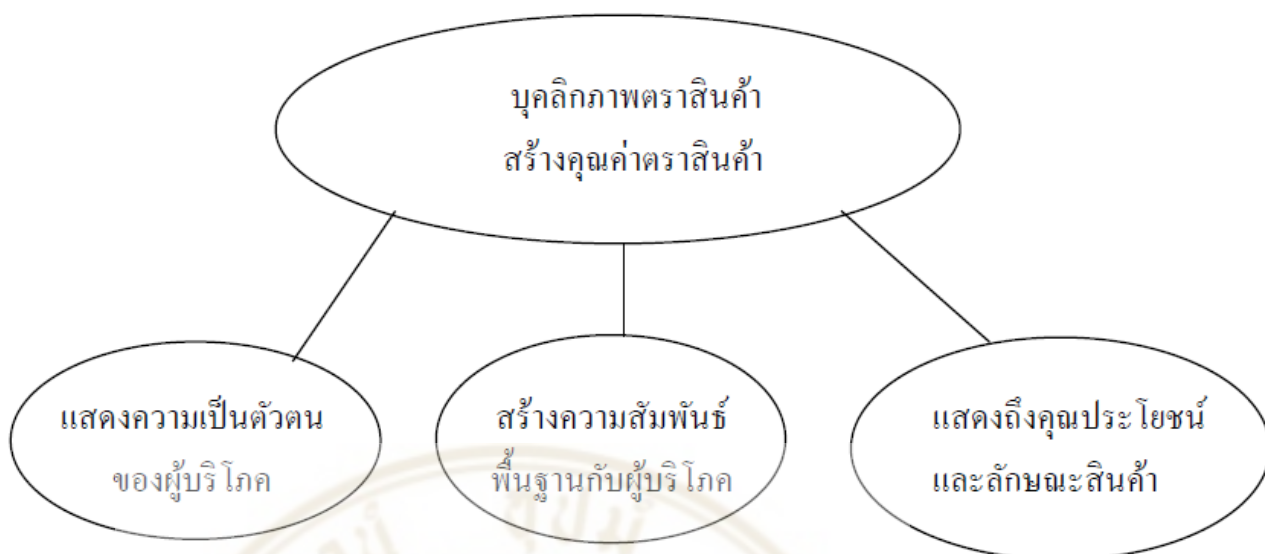 บุคลิกภาพตราสินค้า
สร้างคุณค่าตราสินค้า
แสดงความเป็นตัวตน
ของผู้บริโภค
สร้างความสัมพันธ์
พื้นฐานกับผู้บริโภค
แสดงถึงคุณประโยชน์
และลักษณะสินค้า